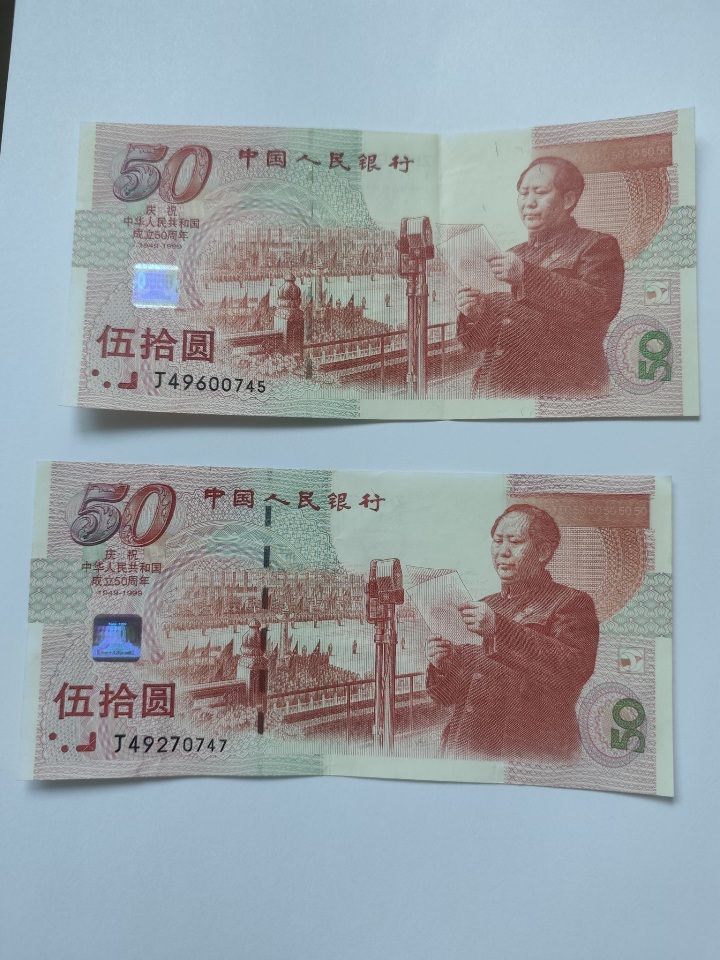 50
中国人民银行
庆祝
中华人民共和国
成立50周年
1949-1999
伍拾圆
J49600745
50
50
中国人民银行
庆祝
中华人民共和国
成立50周年
1949-1999
伍拾圆
J49270747
50